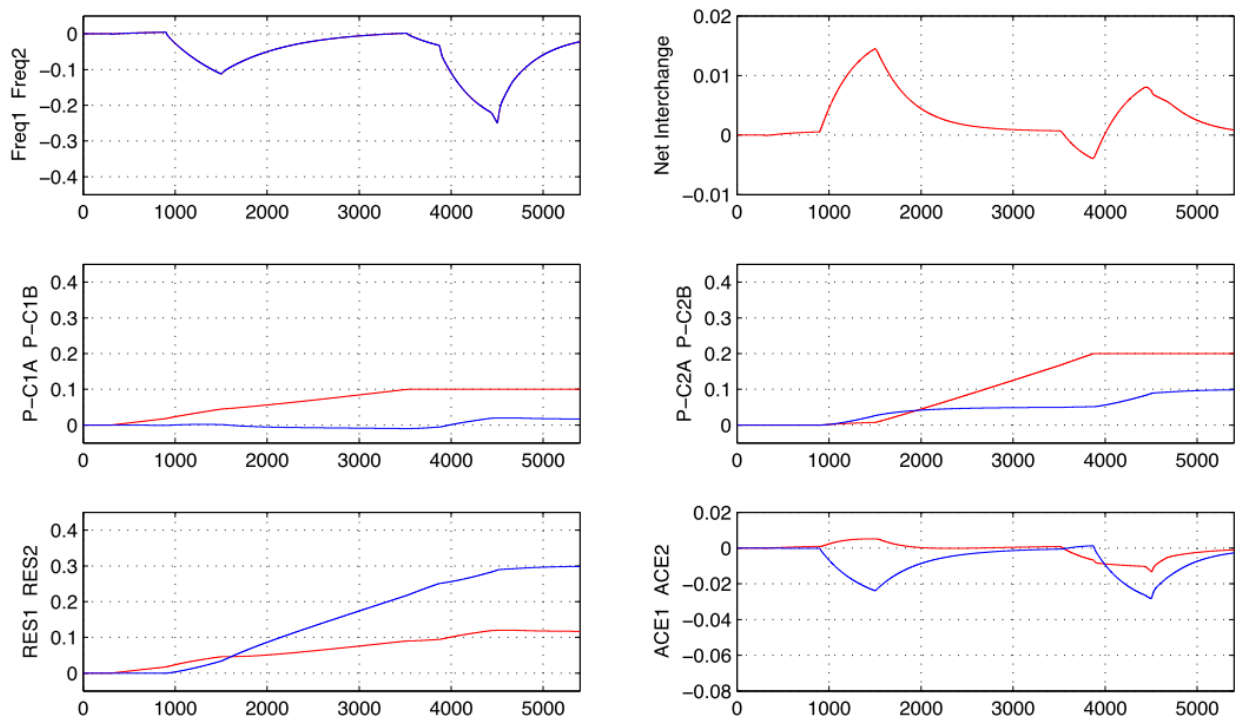 0
−0.1
−0.2
−0.3
−0.4
Freq1 Freq2
0 1000 2000 3000 4000 5000
0.02
0.01
0
−0.01
Net Interchange
0 1000 2000 3000 4000 5000
0.4
0.3
0.2
0.1
0
P−C1A P−C1B
0 1000 2000 3000 4000 5000
0.4
0.3
0.2
0.1
0
P−C2A P−C2B
0 1000 2000 3000 4000 5000
0.4
0.3
0.2
0.1
0
RES1 RES2
0 1000 2000 3000 4000 5000
0.02
0
−0.02
−0.04
−0.06
−0.08
ACE1 ACE2
0 1000 2000 3000 4000 5000